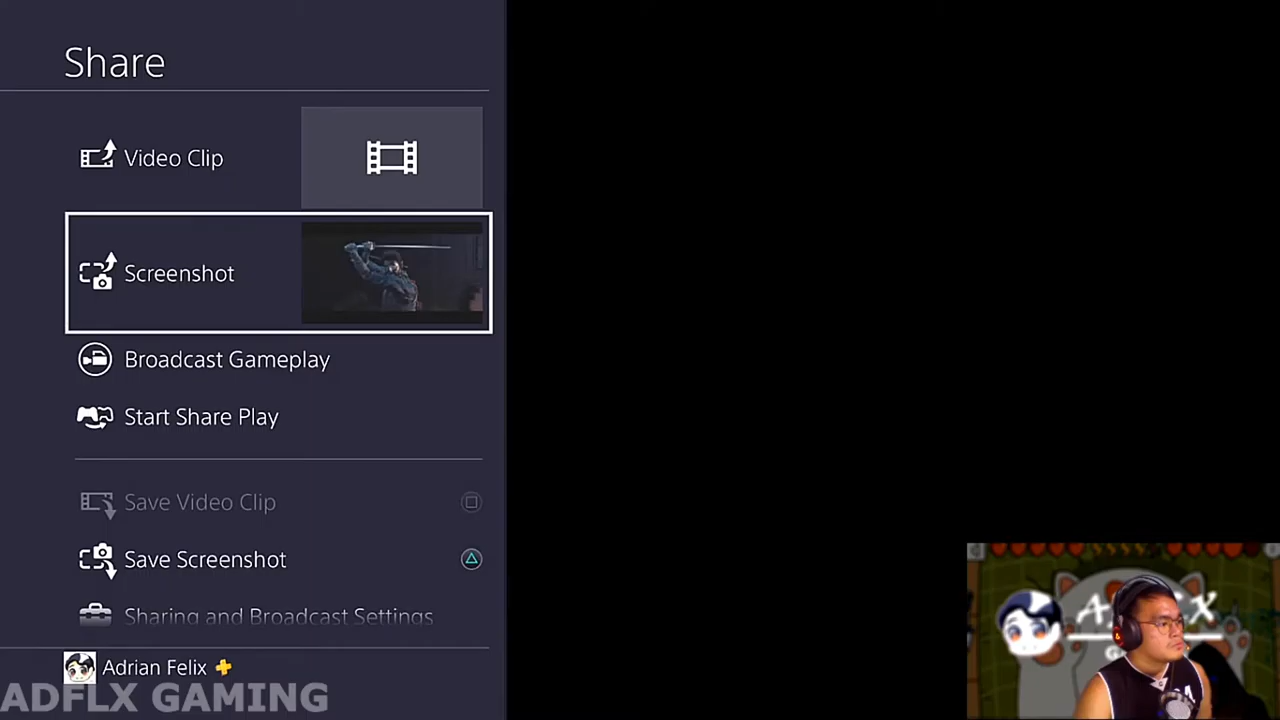 Share
Video Clip
Screenshot
Broadcast Gameplay
Start Share Play
Save Video Clip
Save Screenshot
Sharing and Broadcast Settings
Adrian Felix
ADFLX GAMING